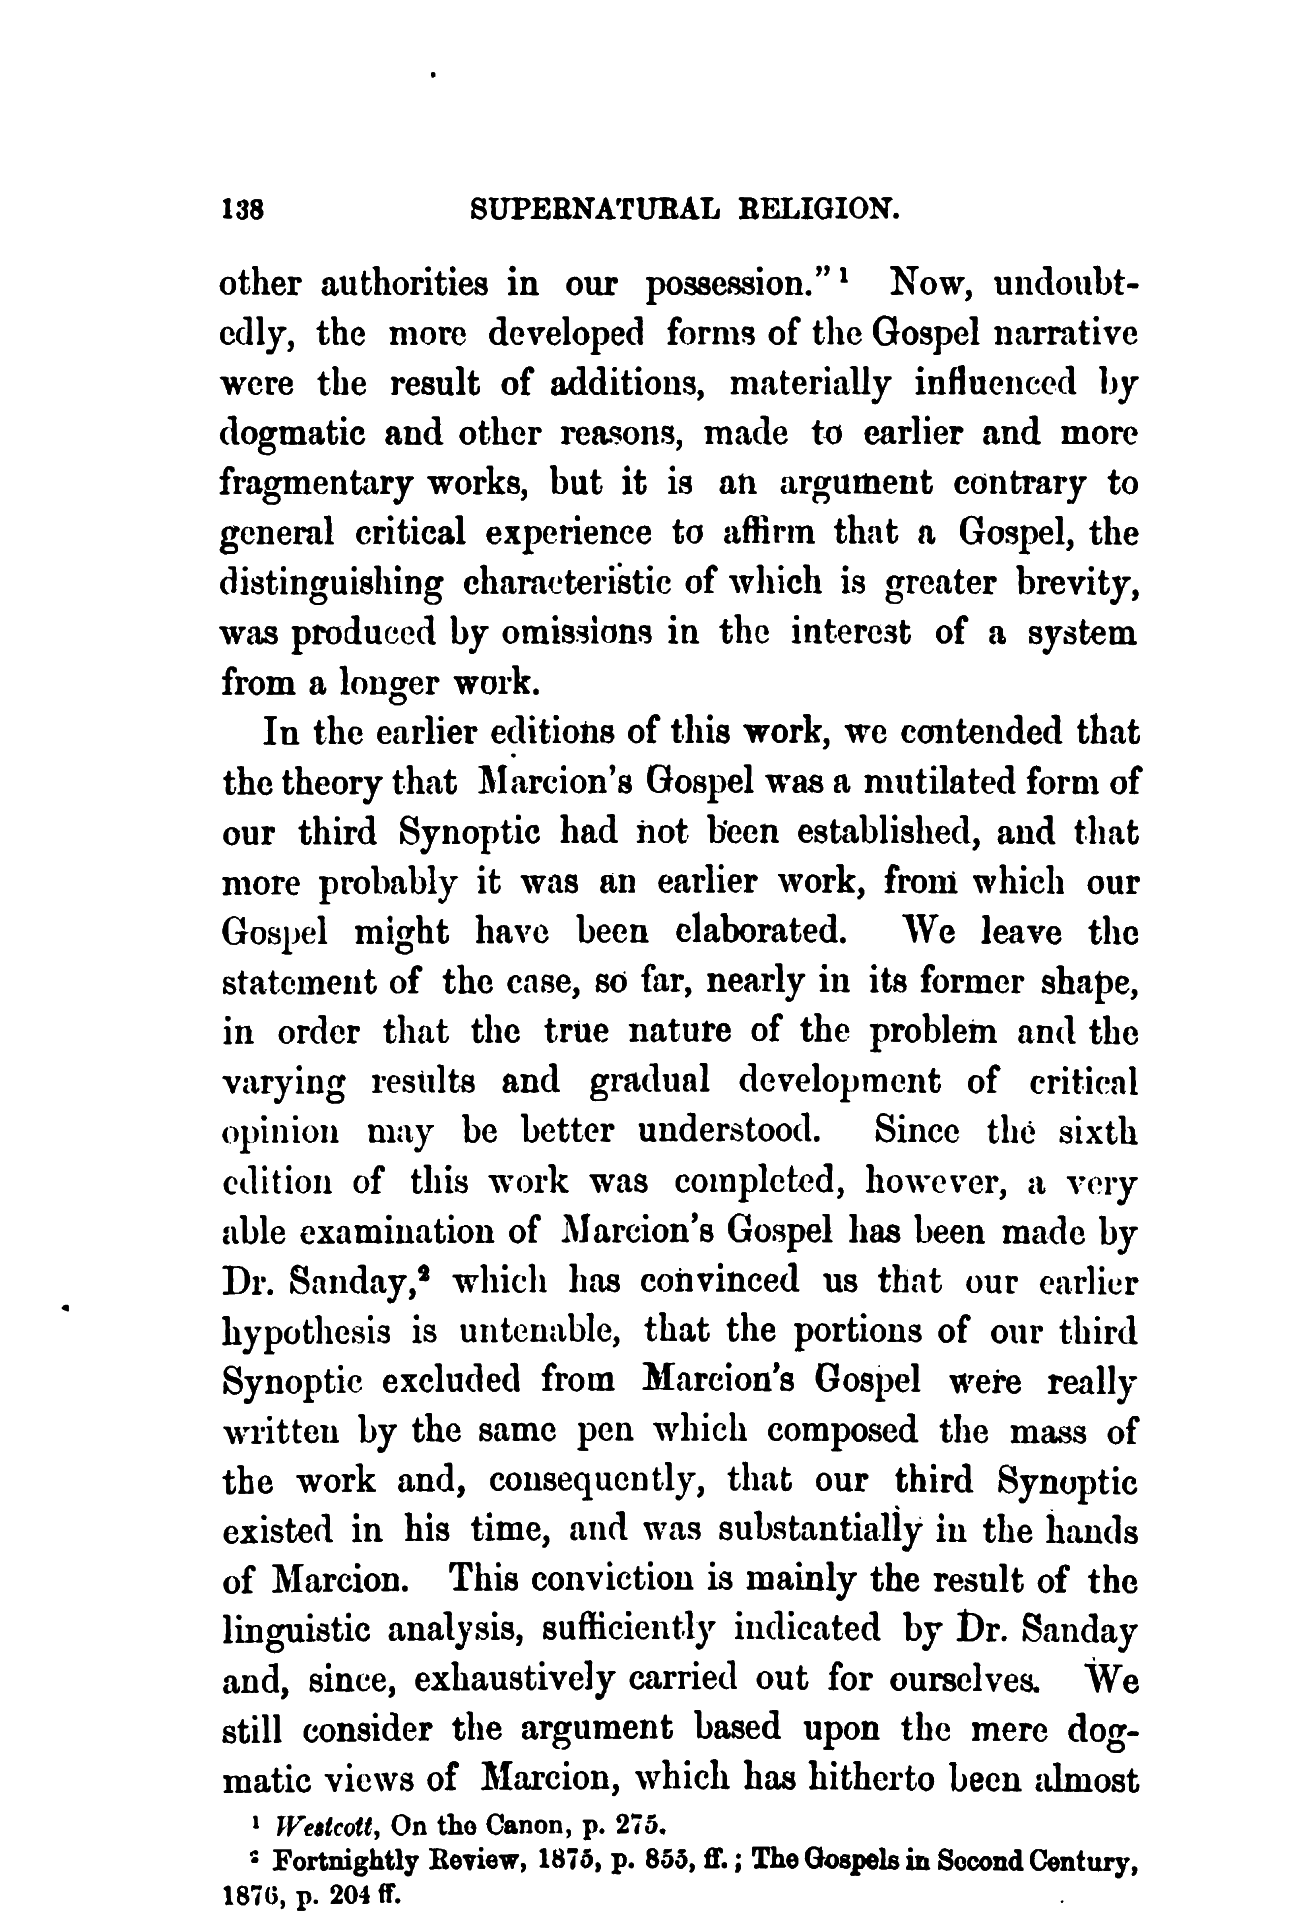 138 SUPERNATURAL RELIGION.
other authorities in our possession.” ¹ Now, undoubt-
edly, the more developed forms of the Gospel narrative
were the result of additions, materially influenced by
dogmatic and other reasons, made to earlier and more
fragmentary works, but it is an argument contrary to
general critical experience to affirm that a Gospel, the
distinguishing characteristic of which is greater brevity,
was produced by omissions in the interest of a system
from a longer work.
In the earlier editions of this work, we contended that
the theory that Marcion’s Gospel was a mutilated form of
our third Synoptic had not been established, and that
more probably it was an earlier work, from which our
Gospel might have been elaborated. We leave the
statement of the case, so far, nearly in its former shape,
in order that the true nature of the problem and the
varying results and gradual development of critical
opinion may be better understood. Since the sixth
edition of this work was completed, however, a very
able examination of Marcion’s Gospel has been made by
Dr. Sanday,² which has convinced us that our earlier
hypothesis is untenable, that the portions of our third
Synoptic excluded from Marcion’s Gospel were really
written by the same pen which composed the mass of
the work and, consequently, that our third Synoptic
existed in his time, and was substantially in the hands
of Marcion. This conviction is mainly the result of the
linguistic analysis, sufficiently indicated by Dr. Sanday
and, since, exhaustively carried out for ourselves. We
still consider the argument based upon the mere dog-
matic views of Marcion, which has hitherto been almost
¹ Westcott, On the Canon, p. 275.
² Fortnightly Review, 1875, p. 855, ff. ; The Gospels in Second Century,
1876, p. 204 ff.